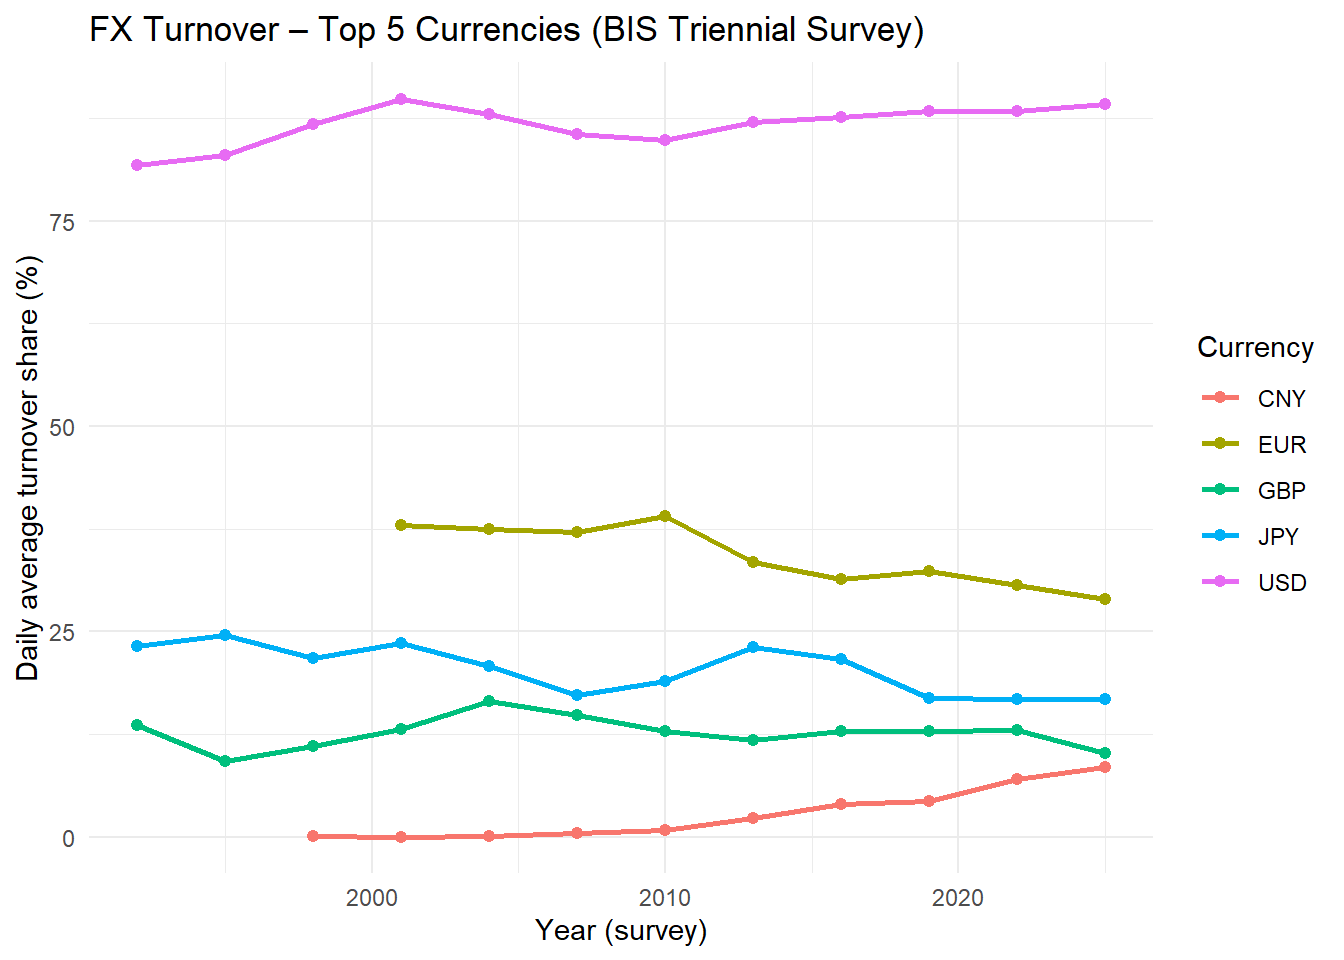 FX Turnover – Top 5 Currencies (BIS Triennial Survey)
Daily average turnover share (%)
75
50
25
0
2000
2010
2020
Year (survey)
Currency
CNY
EUR
GBP
JPY
USD